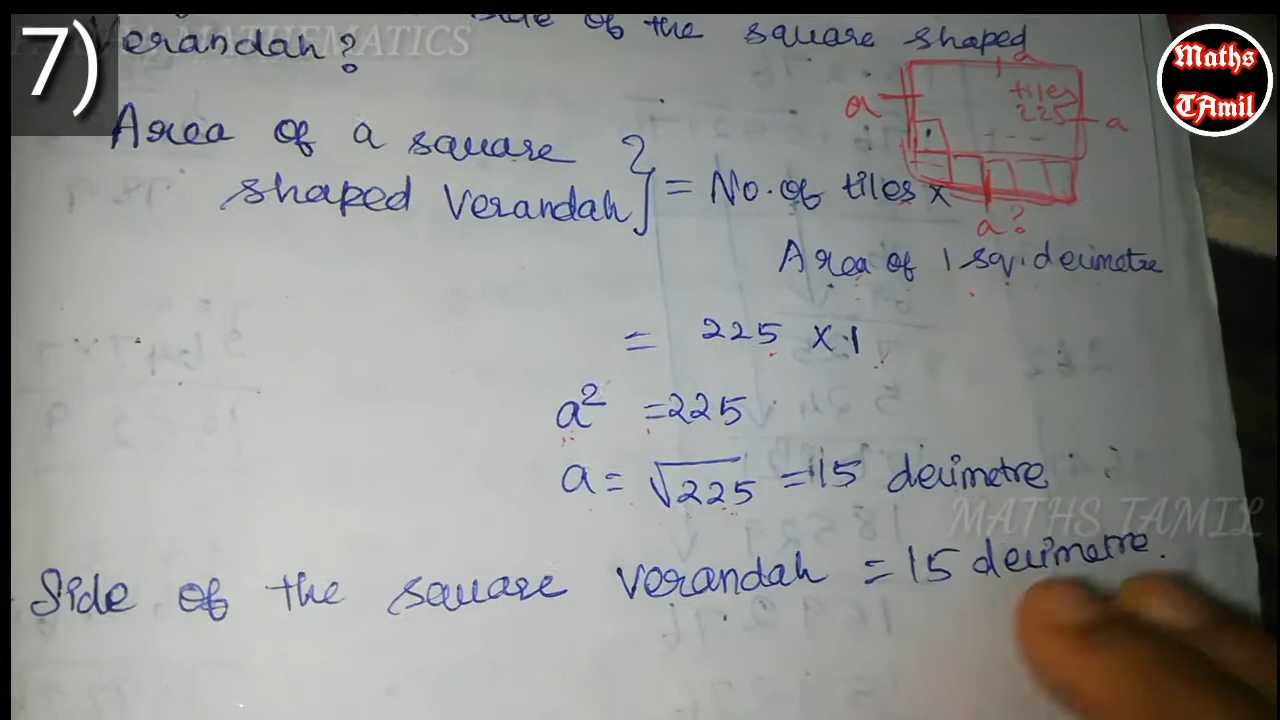 7)
side of the square shaped
Verandah?
MATHEMATICS
Maths
TAmil
a
a
tiles
225
a
a?
Area of a square
shaped Verandah } = No. of tiles x
Area of 1 sq. decimetre
= 225 x 1
a² = 225
a = √225 = 15 decimetre
MATHS TAMIL
Side of the square verandah = 15 decimetre.